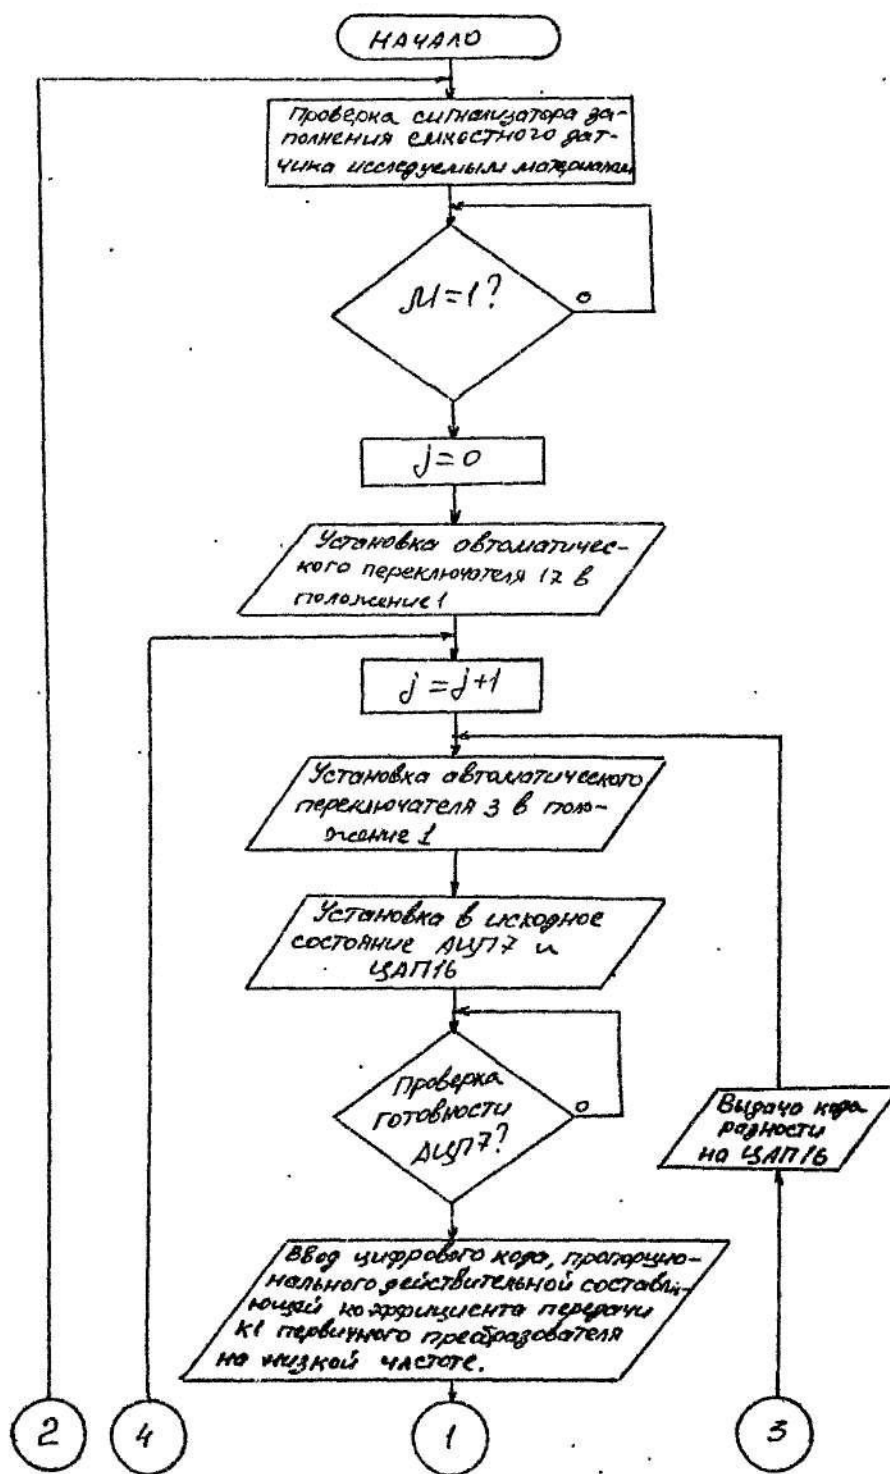 НАЧАЛО
Проверка сигнализатора за-
полнения емкостного дат-
чика исследуемым материалом
M=1?
0
j=0
Установка автоматичес-
кого переключателя 17 в
положение 1
j=j+1
Установка автоматического
переключателя 3 в поло-
жение 1
Установка в исходное
состояние АЦП7 и
ЦАП16
Проверка
готовности
АЦП7?
0
Выдача кода
разности
на ЦАП16
Ввод цифрового кода, пропорцио-
нального действительной составля-
ющей коэффициента передачи
K1 первичного преобразователя
на низкой частоте.
2
4
1
3